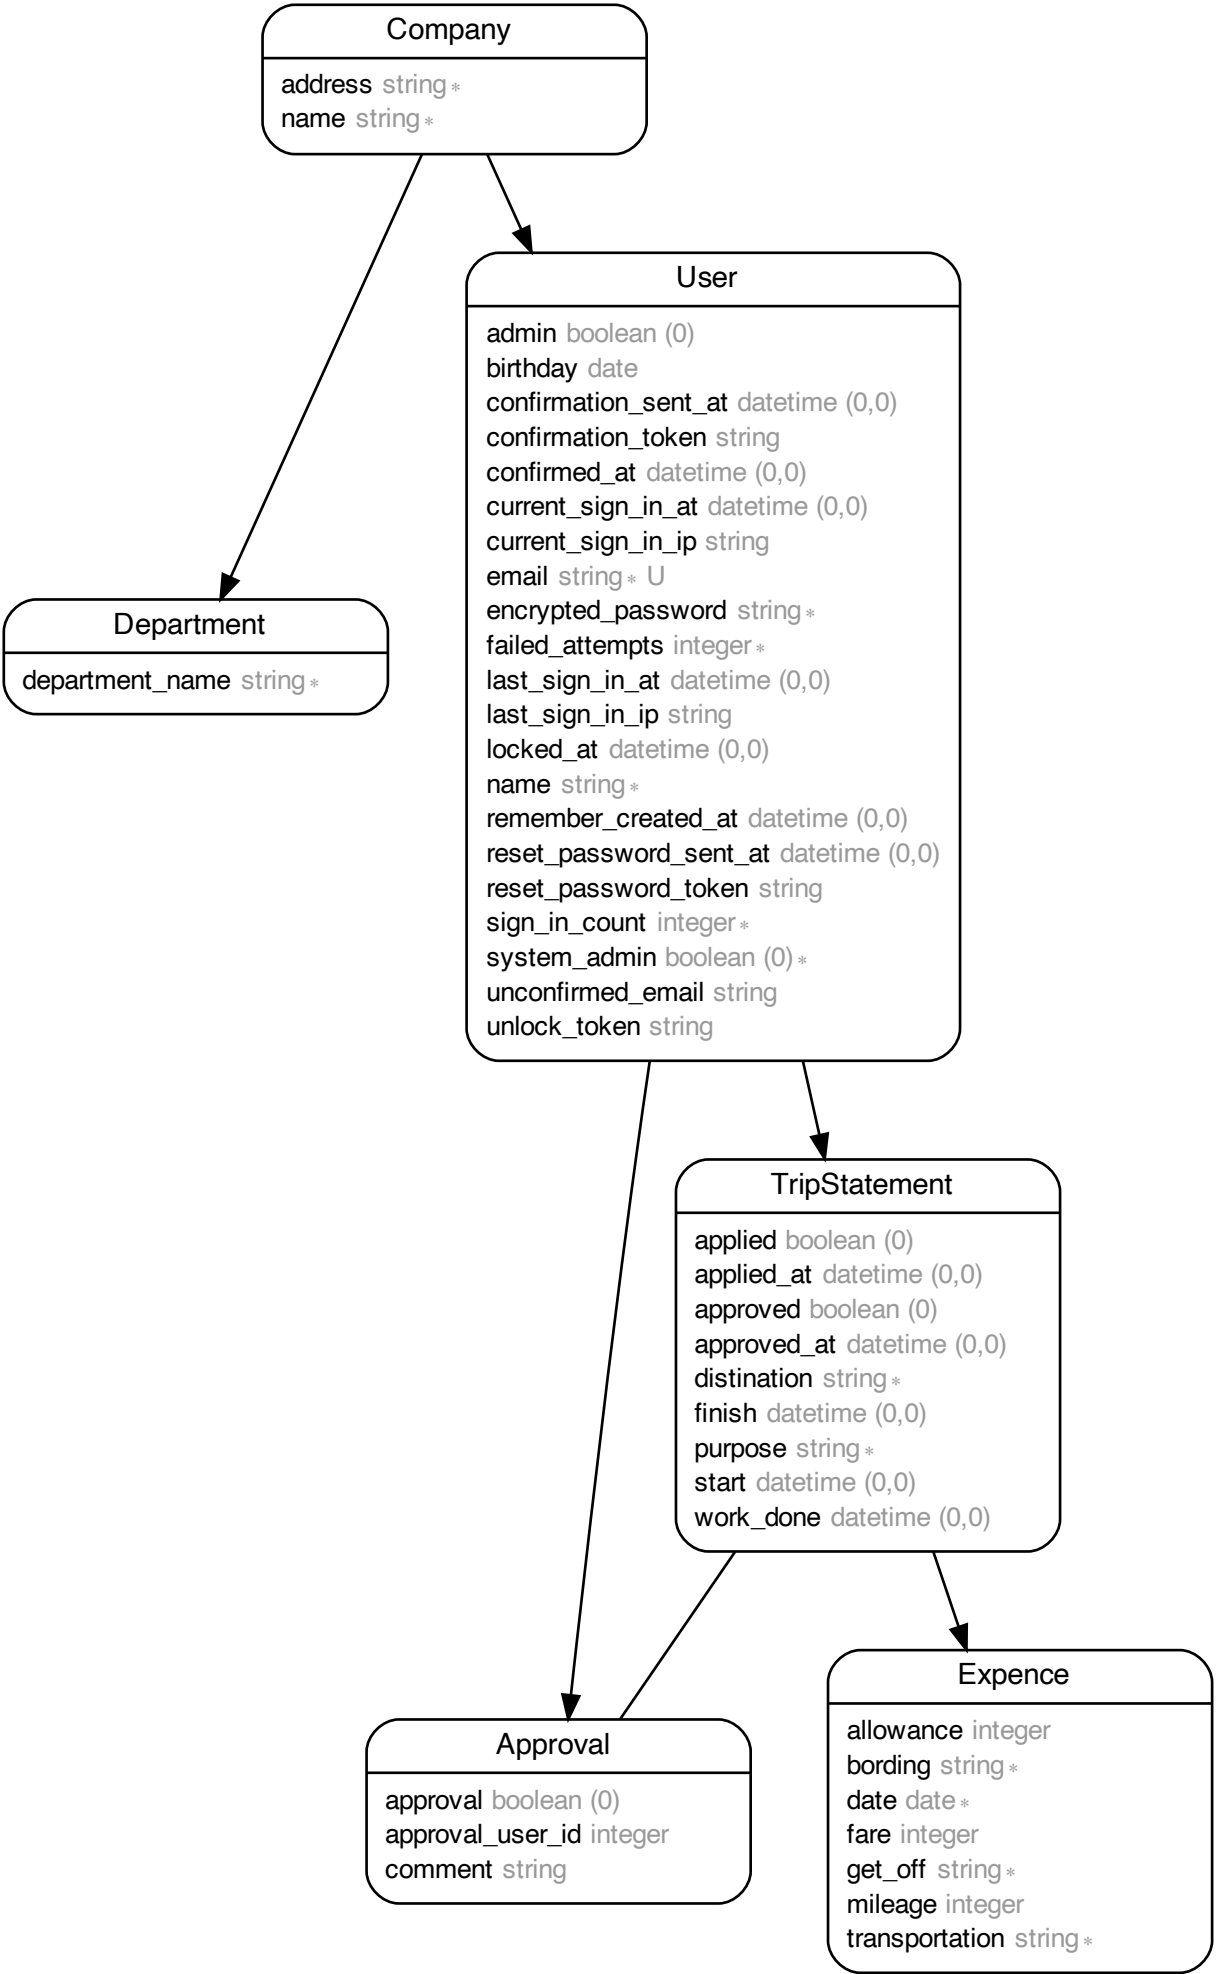 Company
address string *
name string *
User
admin boolean (0)
birthday date
confirmation_sent_at datetime (0,0)
confirmation_token string
confirmed_at datetime (0,0)
current_sign_in_at datetime (0,0)
current_sign_in_ip string
email string * U
encrypted_password string *
failed_attempts integer *
last_sign_in_at datetime (0,0)
last_sign_in_ip string
locked_at datetime (0,0)
name string *
remember_created_at datetime (0,0)
reset_password_sent_at datetime (0,0)
reset_password_token string
sign_in_count integer *
system_admin boolean (0) *
unconfirmed_email string
unlock_token string
Department
department_name string *
TripStatement
applied boolean (0)
applied_at datetime (0,0)
approved boolean (0)
approved_at datetime (0,0)
distination string *
finish datetime (0,0)
purpose string *
start datetime (0,0)
work_done datetime (0,0)
Approval
approval boolean (0)
approval_user_id integer
comment string
Expence
allowance integer
bording string *
date date *
fare integer
get_off string *
mileage integer
transportation string *